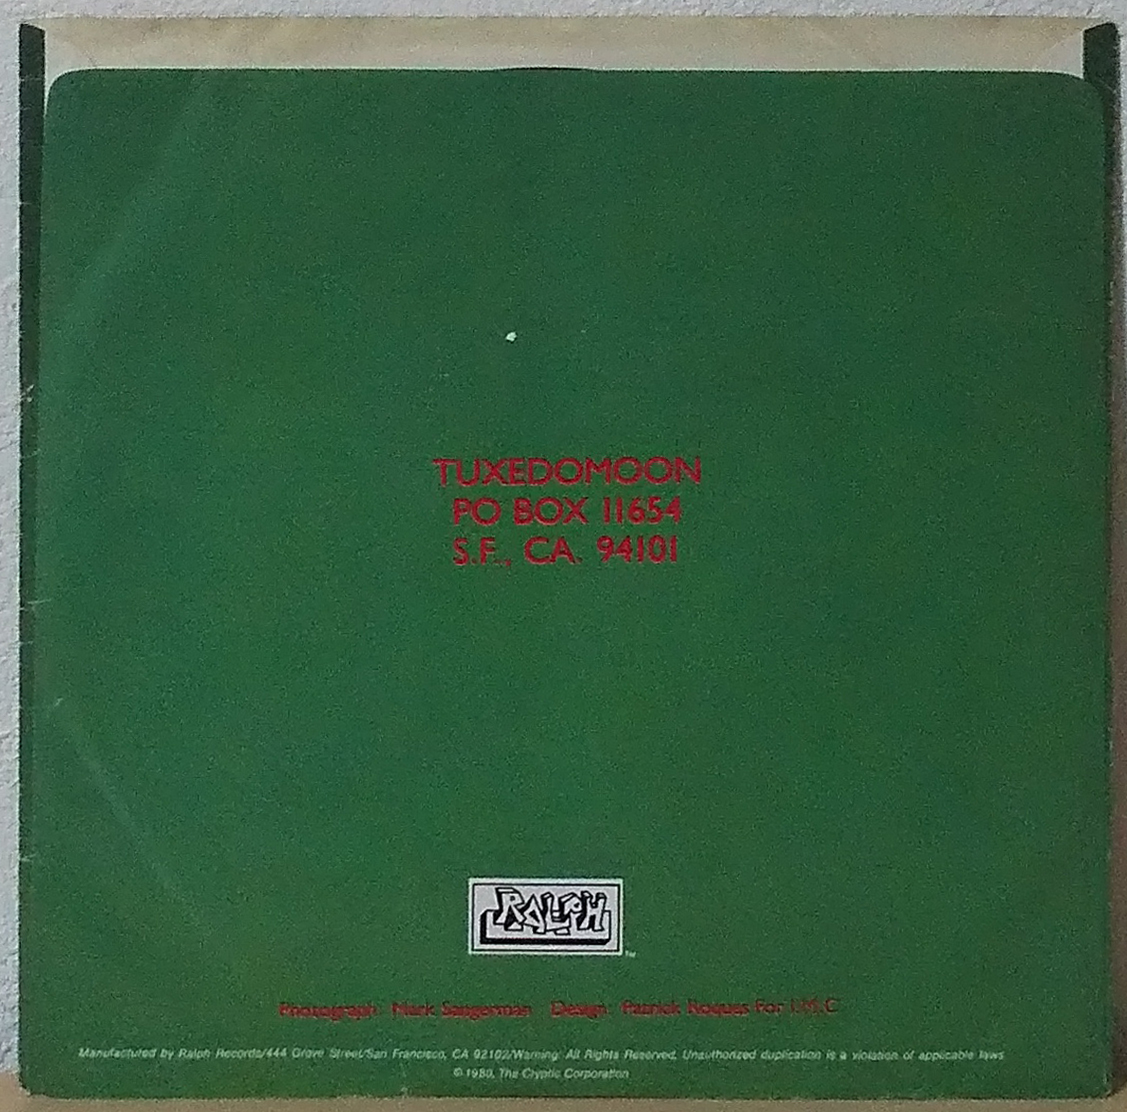 TUXEDOMOON
PO BOX 11654
S.F., CA. 94101
RALPH
TM
Photograph Mark Saugerman Design Patrick Roques For I.M.C
Manufactured by Ralph Records/444 Grove Street/San Francisco, CA 92102/Warning: All Rights Reserved, Unauthorized duplication is a violation of applicable laws
© 1980, The Cryptic Corporation